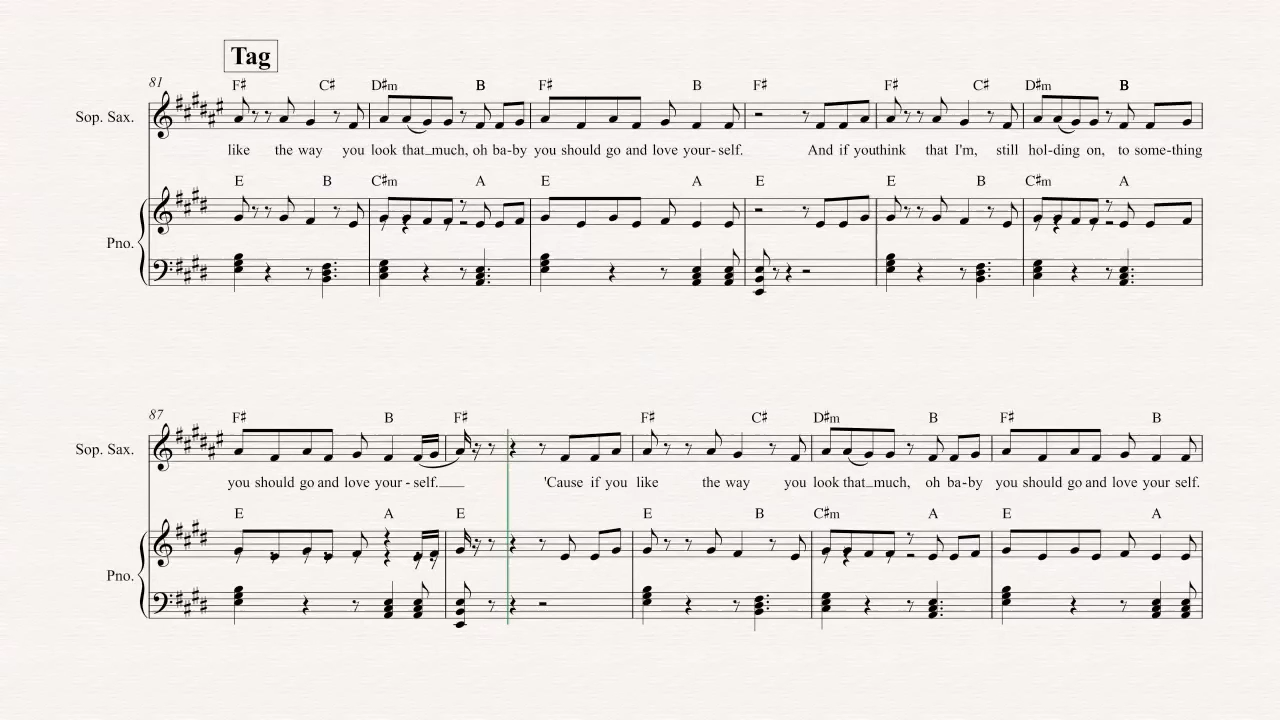 Tag
81
F# C# D#m B F# B F# F# C# D#m B
Sop. Sax.
like the way you look that much, oh ba-by you should go and love your-self. And if you think that I'm, still hol-ding on, to some-thing
E B C#m A E A E E B C#m A
Pno.
87
F# B F# F# C# D#m B F# B
Sop. Sax.
you should go and love your-self. 'Cause if you like the way you look that much, oh ba-by you should go and love your self.
E A E E B C#m A E A
Pno.